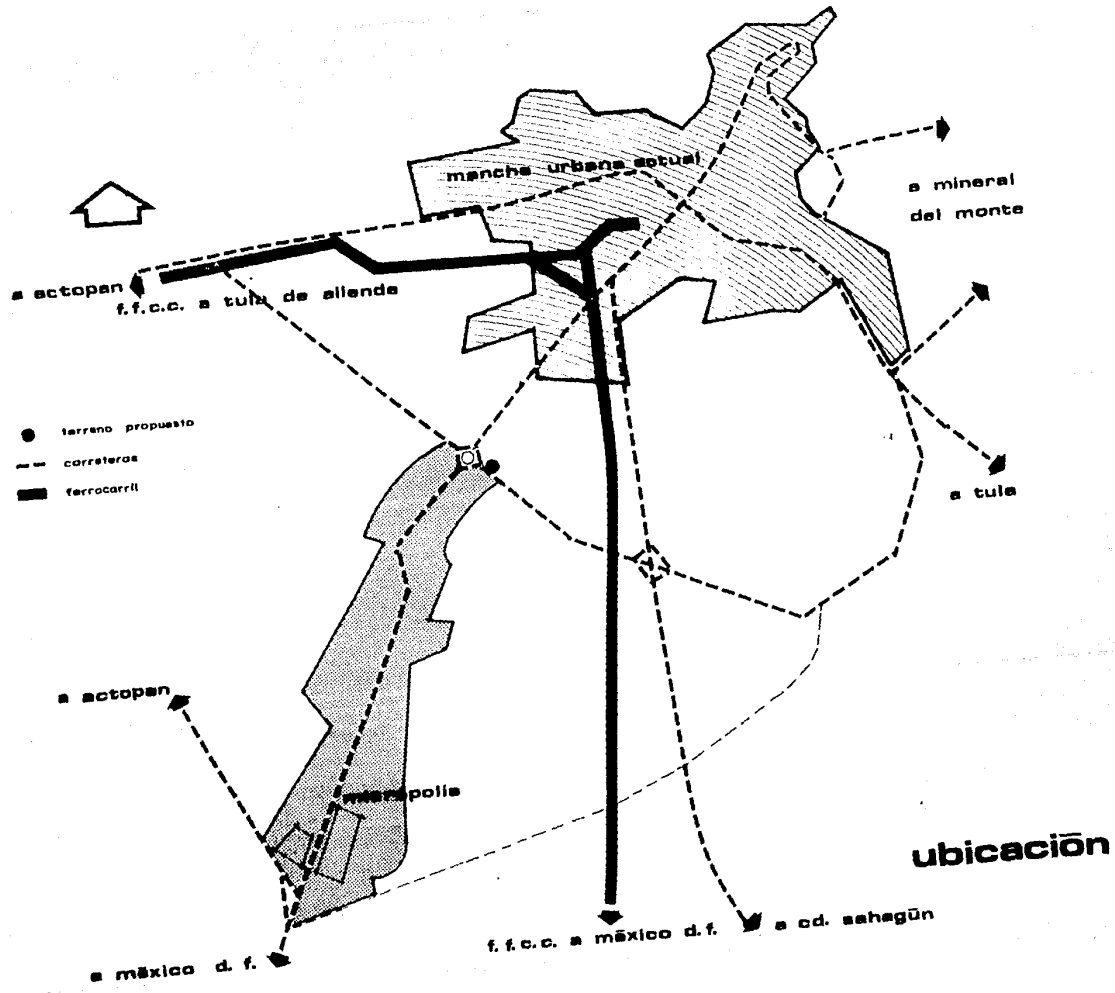 mancha urbana actual
a mineral
del monte
a actopan
f.f.c.c. a tula de allende
terreno propuesto
carreteras
ferrocarril
a tula
a actopan
micrópolis
ubicación
f.f.c.c. a méxico d.f.
a cd. sahagún
a méxico d. f.